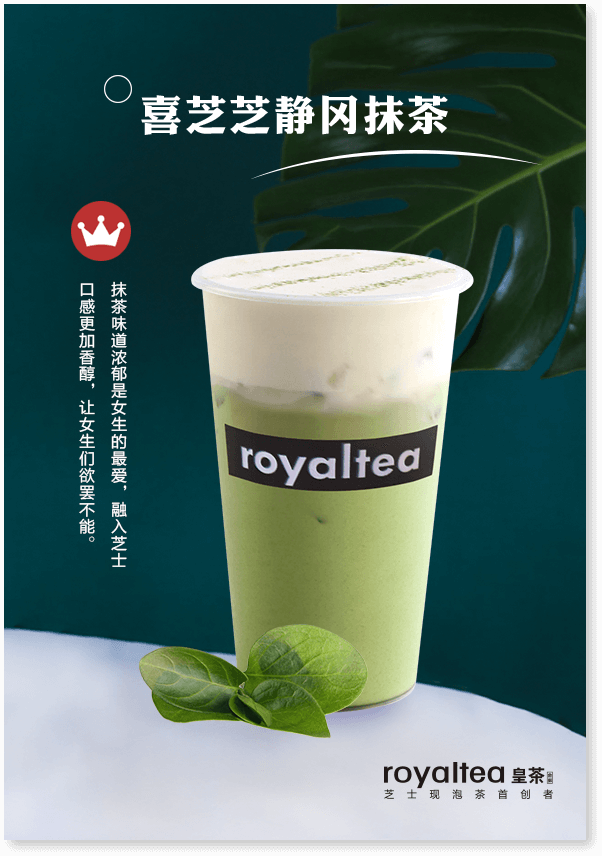 喜芝芝静冈抹茶
抹茶味道浓郁是女生的最爱，融入芝士
口感更加香醇，让女生们欲罢不能。
royaltea
royaltea 皇茶
芝士现泡茶首创者